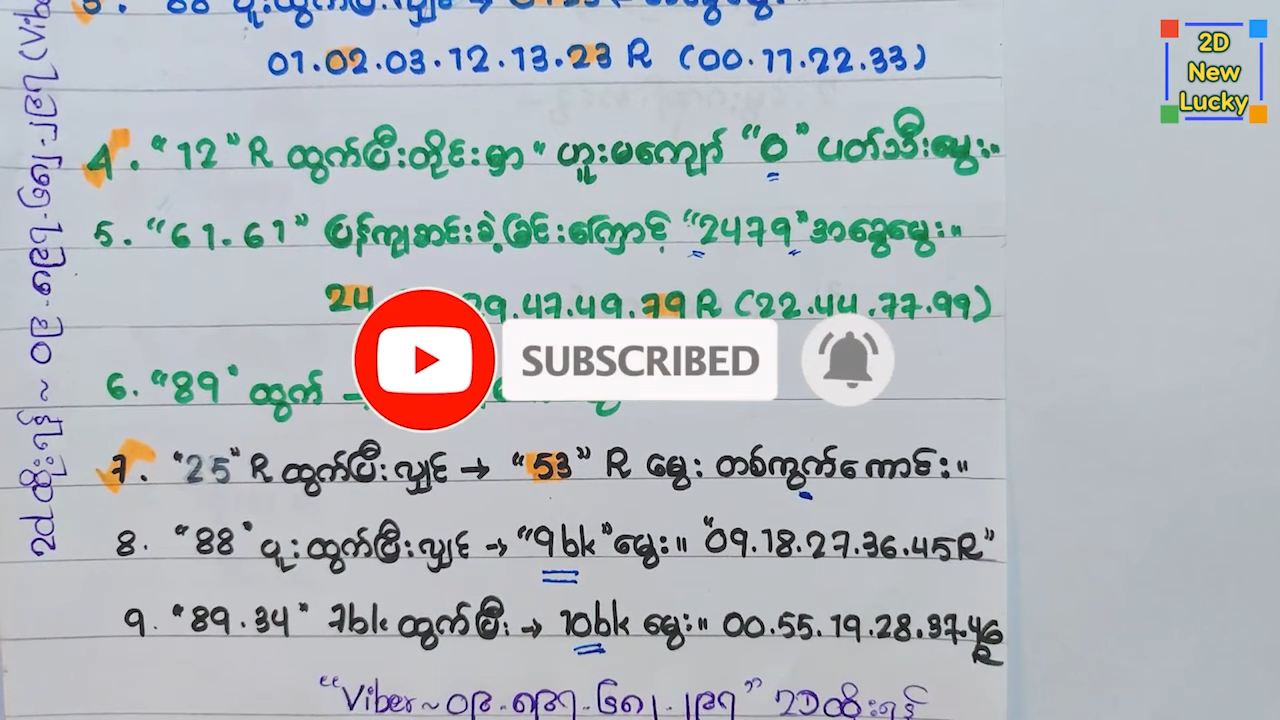 2D
New
Lucky
01.02.03.12.13.23 R (00.11.22.33)
4. "12" R ထွက်ပြီးတိုင်းမှာ " ဟူးမကျော် "0" ပတ်သီးမွေး။
5. "61.61" ပြန်ကျဆင်းခဲ့ခြင်းကြောင့် "2479" အခွေမွေး။
24 29.47.49.79 R (22.44.77.99)
6. "89" ထွက်
SUBSCRIBED
7. "25" R ထွက်ပြီးလျှင် → "53" R မွေး တစ်ကွက်ကောင်း။
8. "88" ပူးထွက်ပြီးလျှင် → "9bk" မွေး။ "09.18.27.36.45R"
9. "89.34" 7bk ထွက်ပြီး → 10bk မွေး။ 00.55.19.28.37.46 R
"Viber~ 2D ထိုးရန်